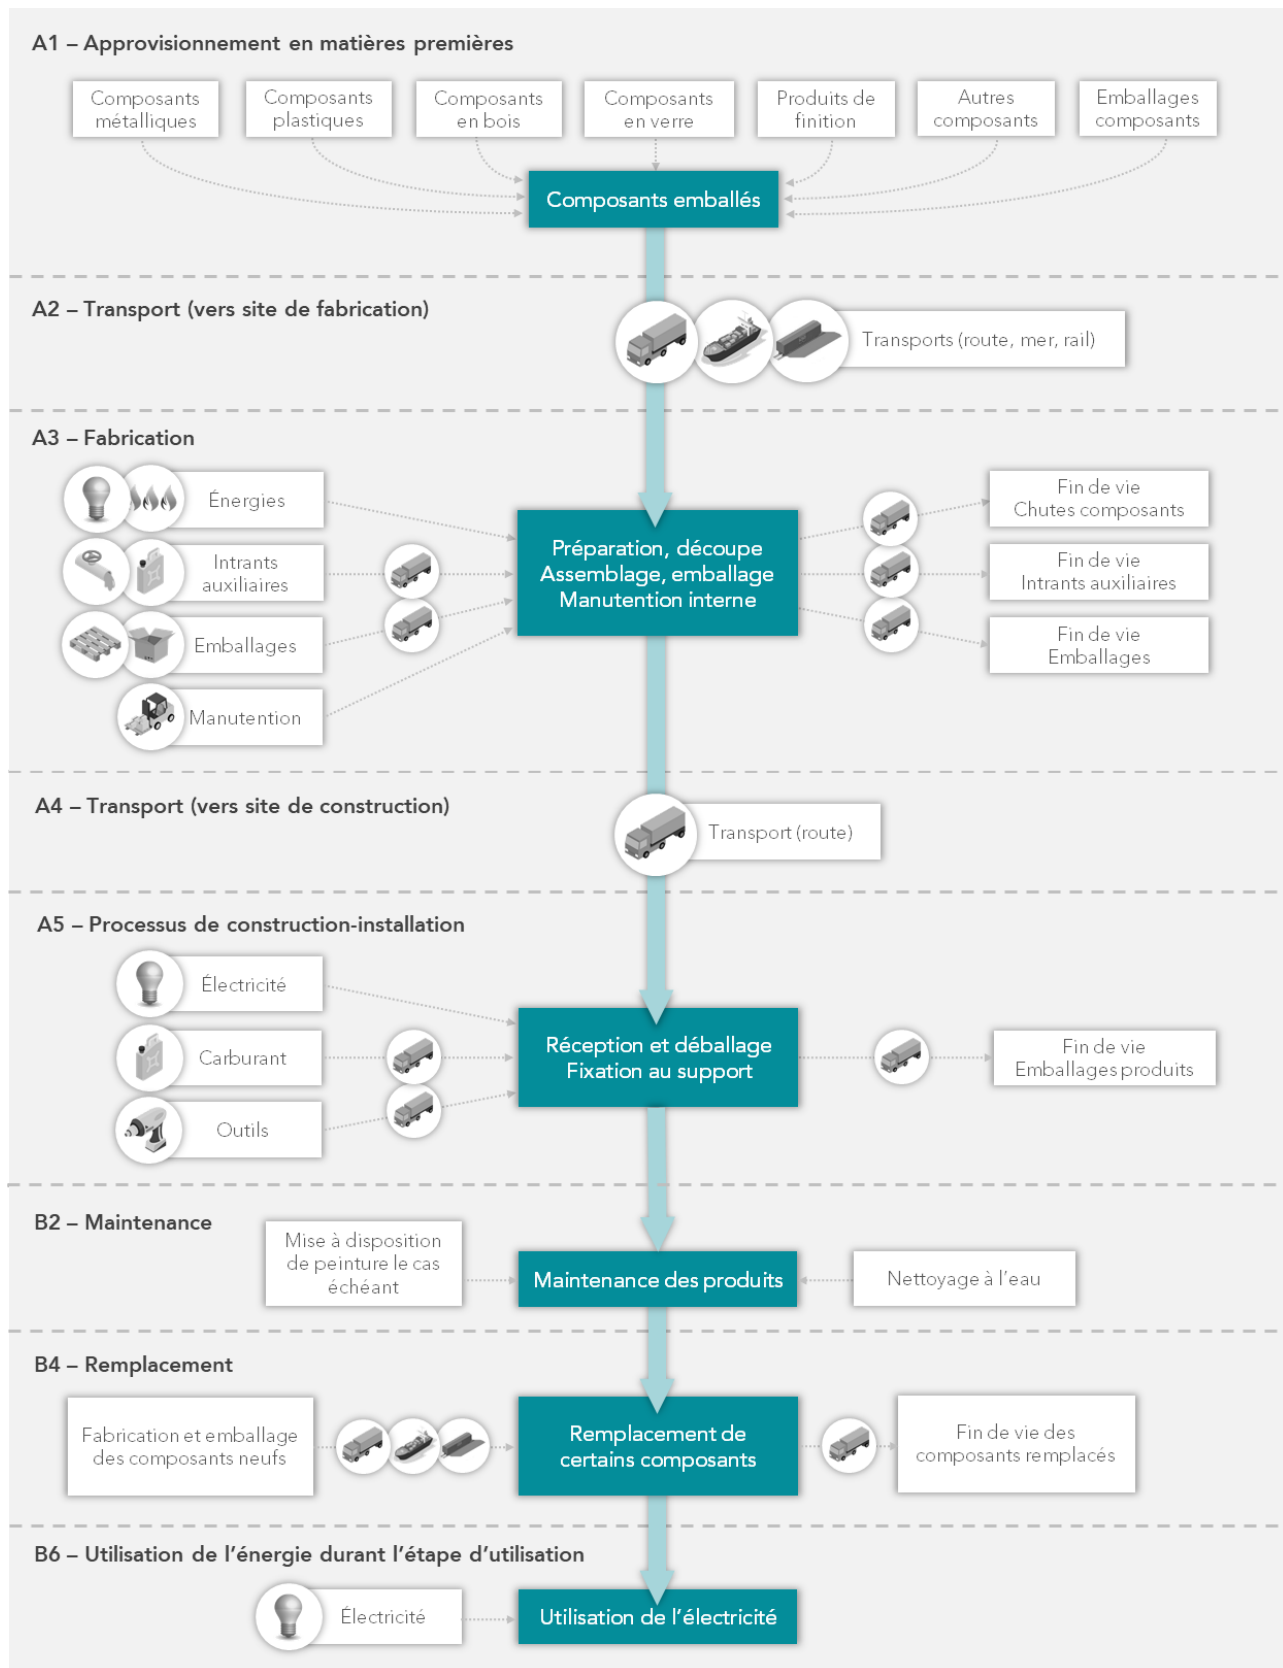 A1 – Approvisionnement en matières premières
Composants
métalliques
Composants
plastiques
Composants
en bois
Composants
en verre
Produits de
finition
Autres
composants
Emballages
composants
Composants emballés
A2 – Transport (vers site de fabrication)
Transports (route, mer, rail)
A3 – Fabrication
Énergies
Intrants
auxiliaires
Emballages
Manutention
Préparation, découpe
Assemblage, emballage
Manutention interne
Fin de vie
Chutes composants
Fin de vie
Intrants auxiliaires
Fin de vie
Emballages
A4 – Transport (vers site de construction)
Transport (route)
A5 – Processus de construction-installation
Électricité
Carburant
Outils
Réception et déballage
Fixation au support
Fin de vie
Emballages produits
B2 – Maintenance
Mise à disposition
de peinture le cas
échéant
Maintenance des produits
Nettoyage à l’eau
B4 – Remplacement
Fabrication et emballage
des composants neufs
Remplacement de
certains composants
Fin de vie des
composants remplacés
B6 – Utilisation de l’énergie durant l’étape d’utilisation
Électricité
Utilisation de l’électricité